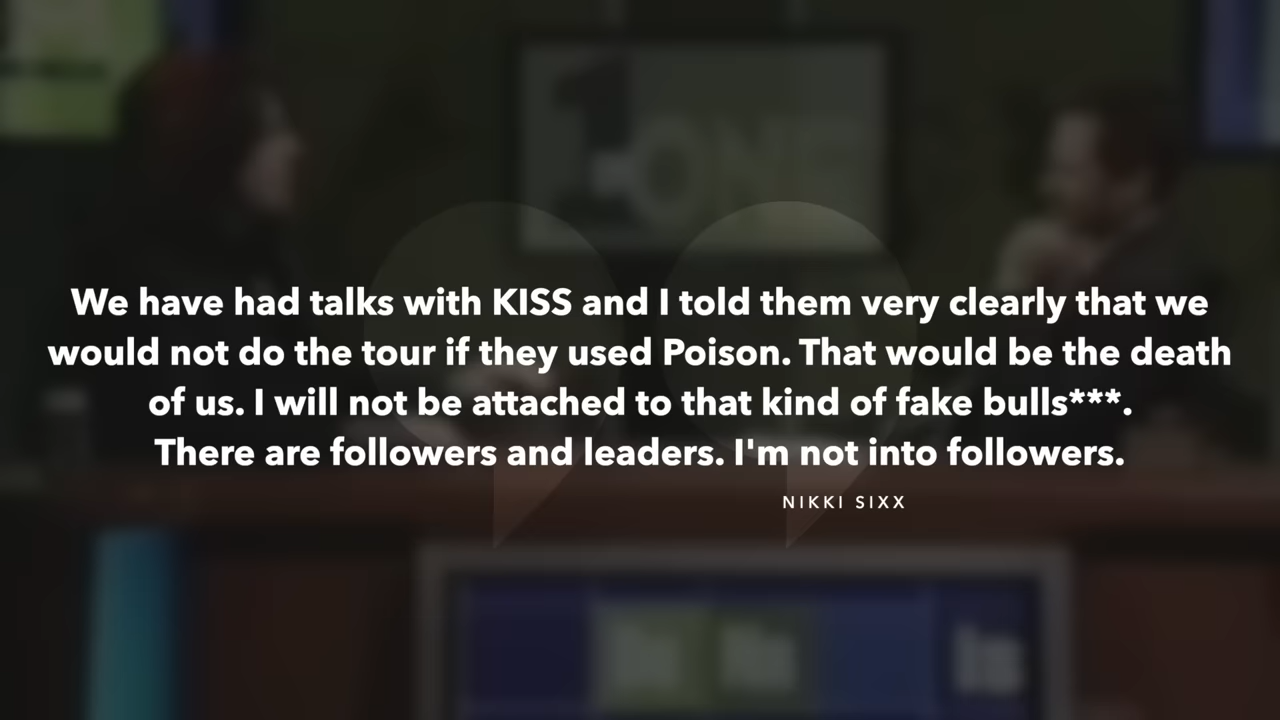 1
ONE
We have had talks with KISS and I told them very clearly that we
would not do the tour if they used Poison. That would be the death
of us. I will not be attached to that kind of fake bulls***.
There are followers and leaders. I'm not into followers.
NIKKI SIXX